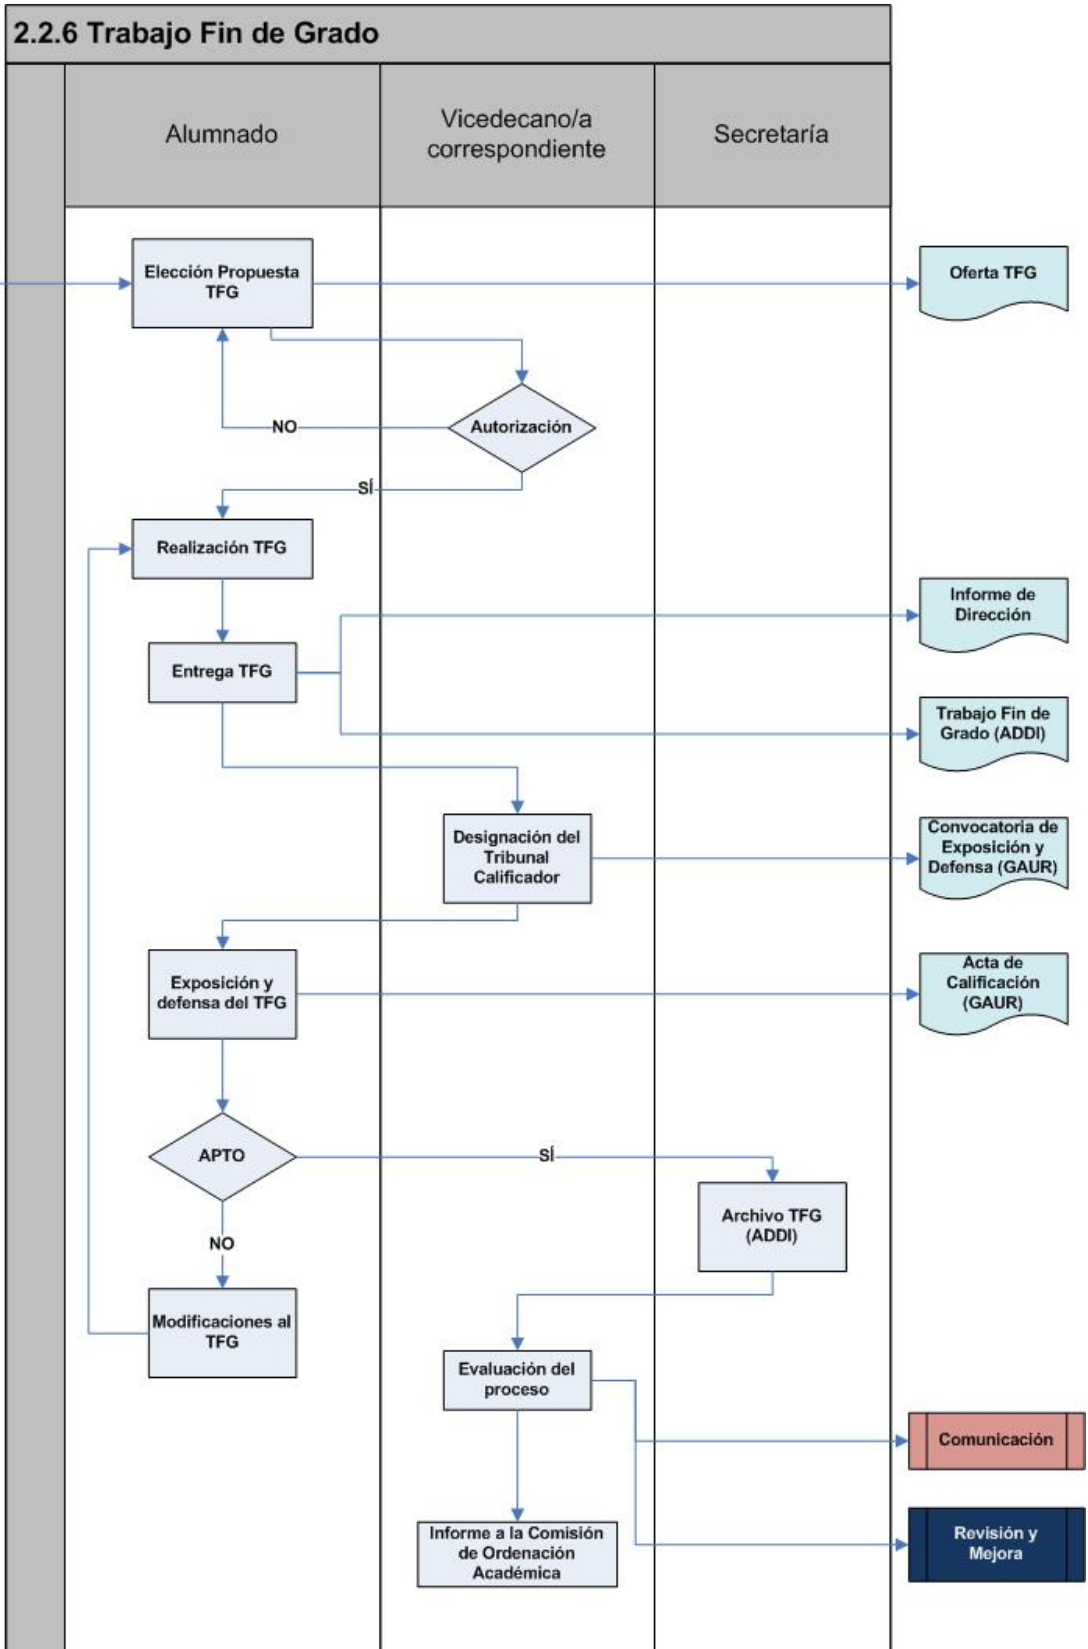 2.2.6 Trabajo Fin de Grado
Alumnado
Vicedecano/a
correspondiente
Secretaría
Elección Propuesta
TFG
Oferta TFG
Autorización
NO
SÍ
Realización TFG
Informe de
Dirección
Entrega TFG
Trabajo Fin de
Grado (ADDI)
Designación del
Tribunal
Calificador
Convocatoria de
Exposición y
Defensa (GAUR)
Exposición y
defensa del TFG
Acta de
Calificación
(GAUR)
APTO
SÍ
Archivo TFG
(ADDI)
NO
Modificaciones al
TFG
Evaluación del
proceso
Comunicación
Informe a la Comisión
de Ordenación
Académica
Revisión y
Mejora